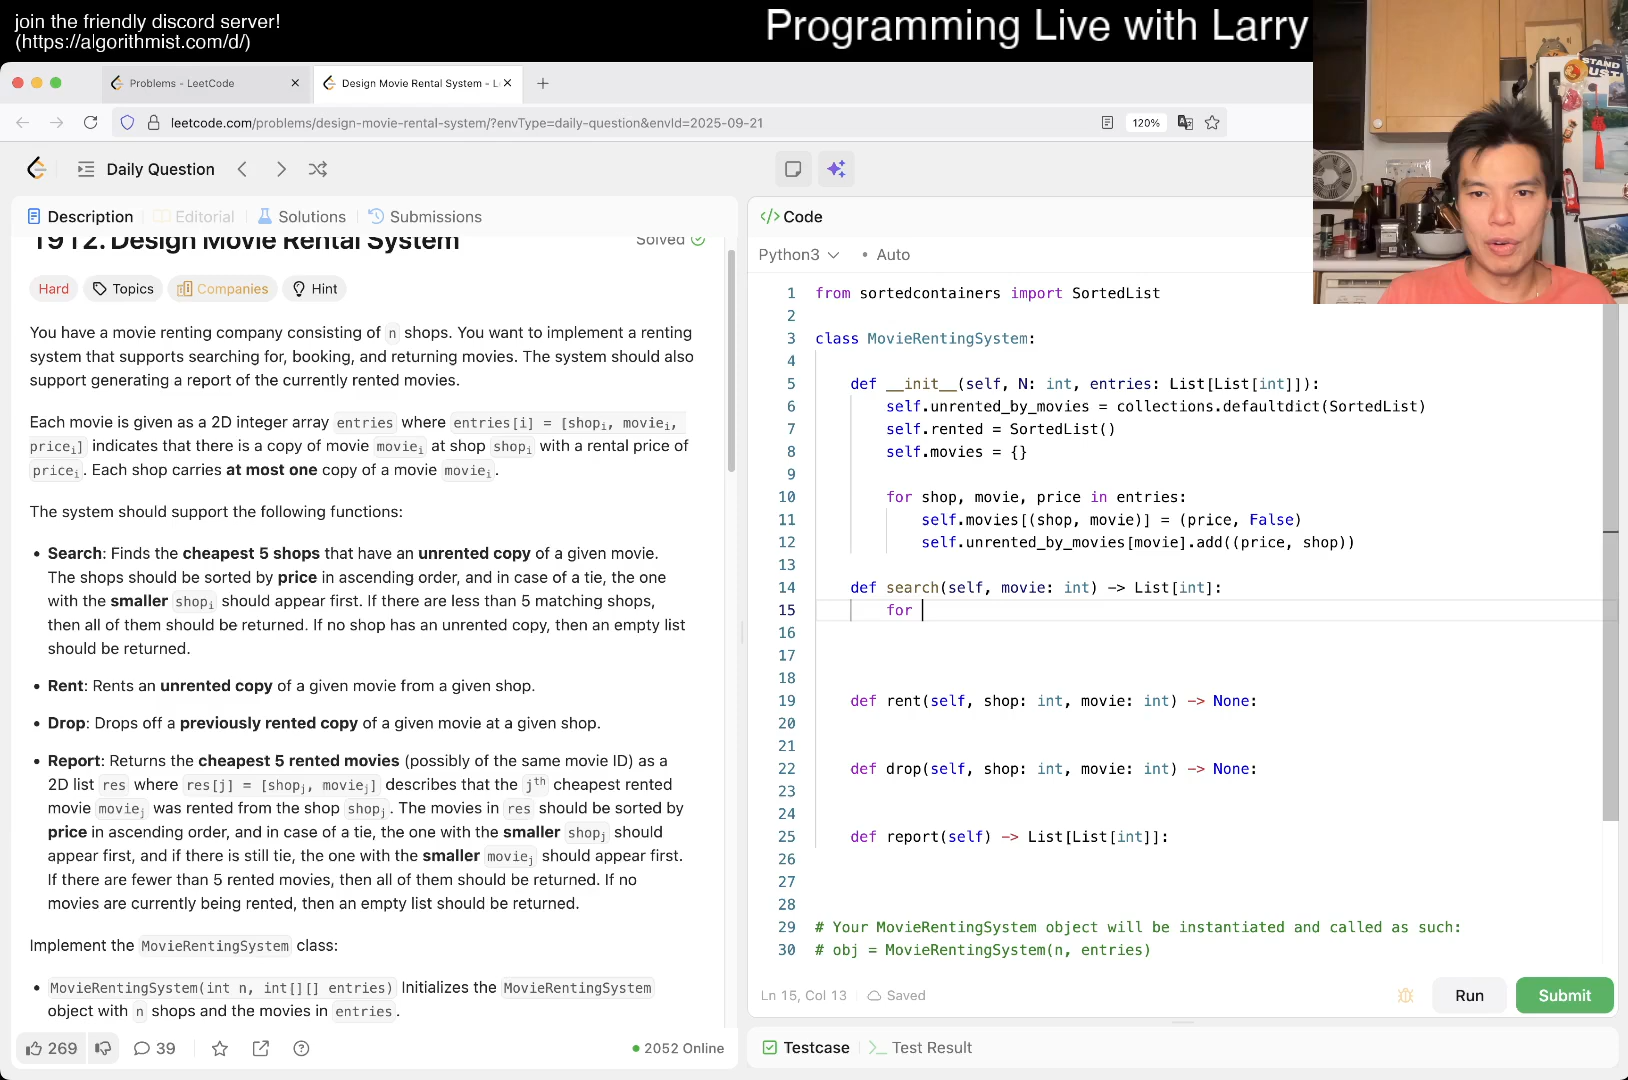 join the friendly discord server!
(https://algorithmist.com/d/)
Programming Live with Larry
Problems - LeetCode
Design Movie Rental System - L
leetcode.com/problems/design-movie-rental-system/?envType=daily-question&envId=2025-09-21
120%
Daily Question
Description
Editorial
Solutions
Submissions
1912. Design Movie Rental System
Solved
Hard
Topics
Companies
Hint
You have a movie renting company consisting of n shops. You want to implement a renting
system that supports searching for, booking, and returning movies. The system should also
support generating a report of the currently rented movies.
Each movie is given as a 2D integer array entries where entries[i] = [shopi, moviei,
pricei] indicates that there is a copy of movie moviei at shop shopi with a rental price of
pricei. Each shop carries at most one copy of a movie moviei.
The system should support the following functions:
• Search: Finds the cheapest 5 shops that have an unrented copy of a given movie.
The shops should be sorted by price in ascending order, and in case of a tie, the one
with the smaller shopi should appear first. If there are less than 5 matching shops,
then all of them should be returned. If no shop has an unrented copy, then an empty list
should be returned.
• Rent: Rents an unrented copy of a given movie from a given shop.
• Drop: Drops off a previously rented copy of a given movie at a given shop.
• Report: Returns the cheapest 5 rented movies (possibly of the same movie ID) as a
2D list res where res[j] = [shopj, moviej] describes that the jth cheapest rented
movie moviej was rented from the shop shopj. The movies in res should be sorted by
price in ascending order, and in case of a tie, the one with the smaller shopj should
appear first, and if there is still tie, the one with the smaller moviej should appear first.
If there are fewer than 5 rented movies, then all of them should be returned. If no
movies are currently being rented, then an empty list should be returned.
Implement the MovieRentingSystem class:
• MovieRentingSystem(int n, int[][] entries) Initializes the MovieRentingSystem
object with n shops and the movies in entries.
269
39
2052 Online
</> Code
Python3
• Auto
1 from sortedcontainers import SortedList
2
3 class MovieRentingSystem:
4
5 def __init__(self, N: int, entries: List[List[int]]):
6 self.unrented_by_movies = collections.defaultdict(SortedList)
7 self.rented = SortedList()
8 self.movies = {}
9
10 for shop, movie, price in entries:
11 self.movies[(shop, movie)] = (price, False)
12 self.unrented_by_movies[movie].add((price, shop))
13
14 def search(self, movie: int) -> List[int]:
15 for
16
17
18
19 def rent(self, shop: int, movie: int) -> None:
20
21
22 def drop(self, shop: int, movie: int) -> None:
23
24
25 def report(self) -> List[List[int]]:
26
27
28
29 # Your MovieRentingSystem object will be instantiated and called as such:
30 # obj = MovieRentingSystem(n, entries)
Ln 15, Col 13
Saved
Run
Submit
Testcase
Test Result